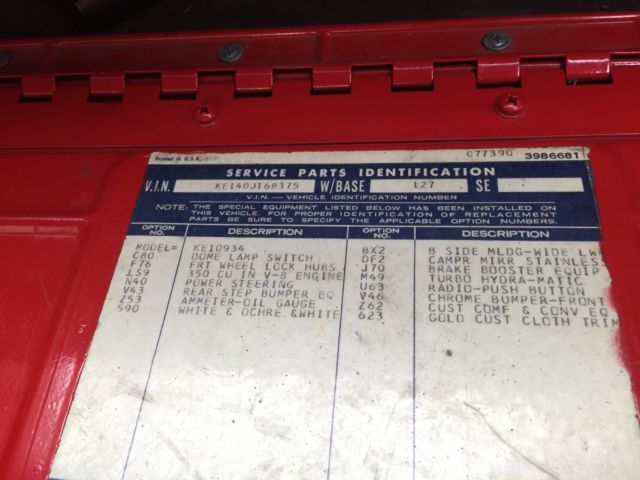 Printed in U.S.A. 077390 3986681
SERVICE PARTS IDENTIFICATION
V.I.N. KE140J168375 W/BASE 127 SE
V.I.N. – VEHICLE IDENTIFICATION NUMBER
NOTE: THE SPECIAL EQUIPMENT LISTED BELOW HAS BEEN INSTALLED ON
THIS VEHICLE. FOR PROPER IDENTIFICATION OF REPLACEMENT
PARTS BE SURE TO SPECIFY THE APPLICABLE OPTION NUMBERS.
OPTION NO. DESCRIPTION OPTION NO. DESCRIPTION
MODEL= KE10934 BX2 B SIDE MLDG-WIDE LW
C80 DOME LAMP SWITCH DF2 CAMPR MIRR STAINLES
F76 FRT WHEEL LOCK HUBS J70 BRAKE BOOSTER EQUIP
LS9 350 CU IN V-8 ENGINE M49 TURBO HYDRA-MATIC
N40 POWER STEERING U63 RADIO-PUSH BUTTON
V43 REAR STEP BUMPER EQ V46 CHROME BUMPER-FRONT
Z53 AMMETER-OIL GAUGE Z62 CUST COMF & CONV EQ
590 WHITE & OCHRE &WHITE 623 GOLD CUST CLOTH TRIM